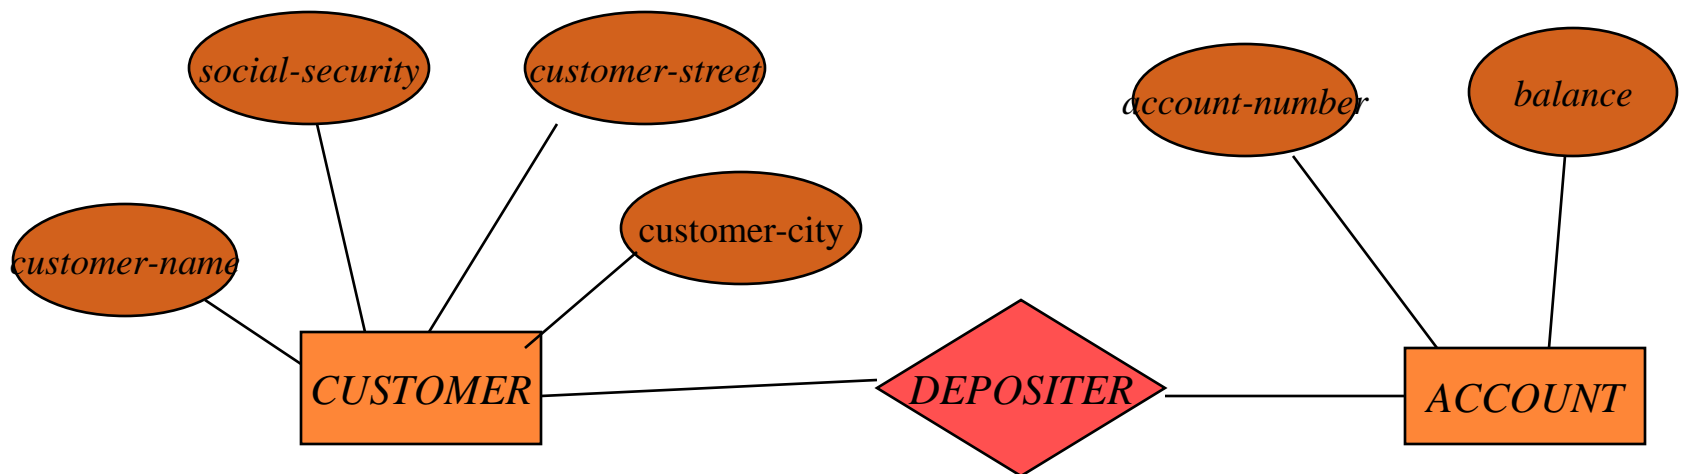 social-security
customer-street
account-number
balance
customer-name
customer-city
CUSTOMER
DEPOSITER
ACCOUNT